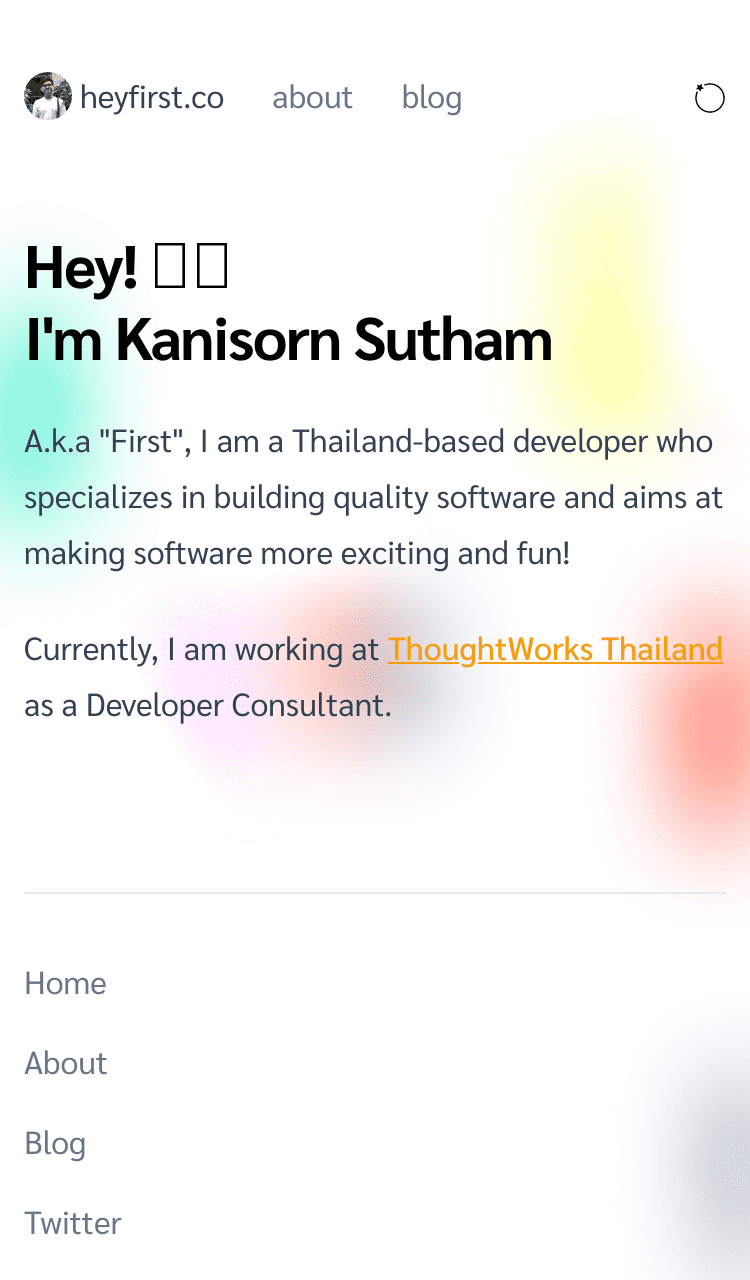 heyfirst.co about blog
Hey!
I'm Kanisorn Sutham
A.k.a "First", I am a Thailand-based developer who
specializes in building quality software and aims at
making software more exciting and fun!
Currently, I am working at ThoughtWorks Thailand
as a Developer Consultant.
Home
About
Blog
Twitter